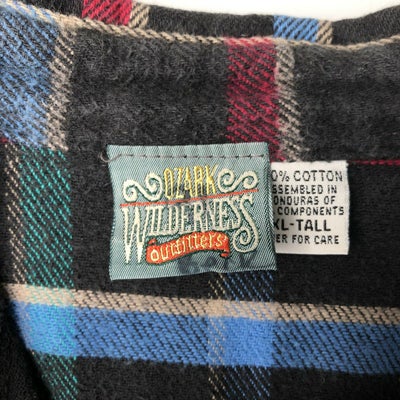 OZARK
WILDERNESS
outfitters
0% COTTON
SSEMBLED IN
ONDURAS OF
COMPONENTS
XL-TALL
ER FOR CARE